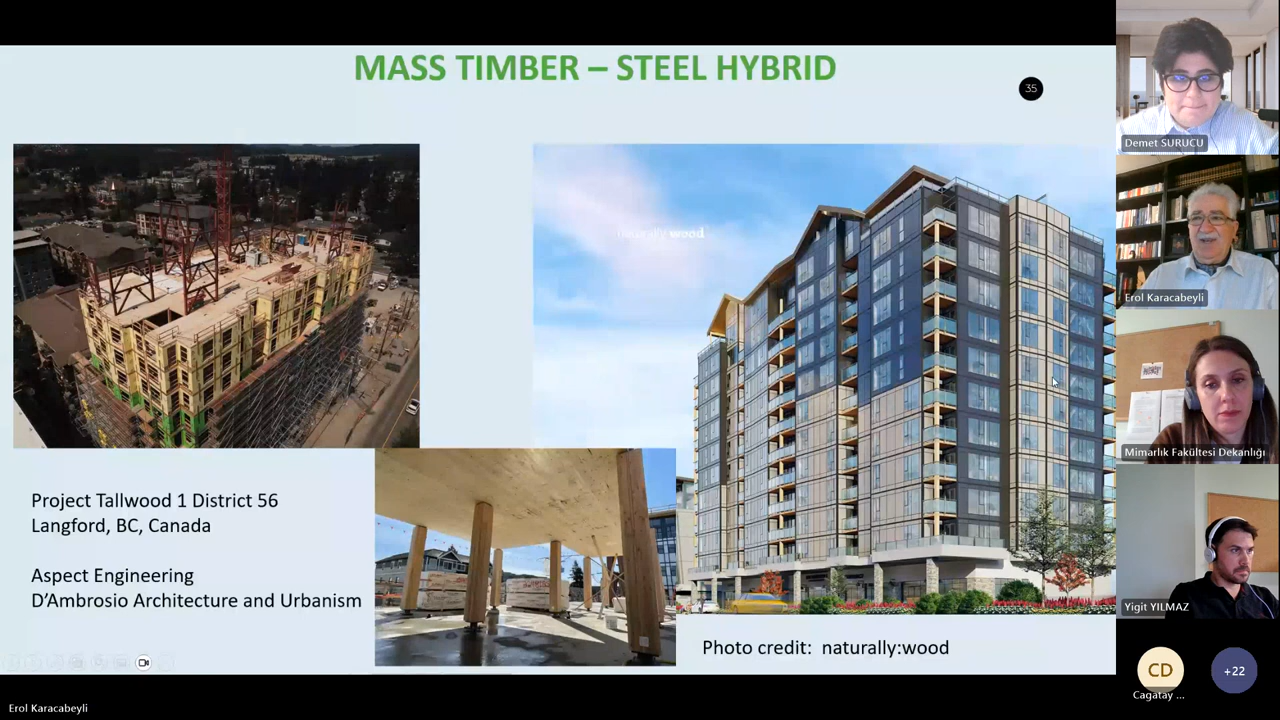 MASS TIMBER – STEEL HYBRID
35
naturally:wood
Project Tallwood 1 District 56
Langford, BC, Canada
Aspect Engineering
D’Ambrosio Architecture and Urbanism
Photo credit:  naturally:wood
Demet SURUCU
Erol Karacabeyli
Mimarlık Fakültesi Dekanlığı
Yigit YILMAZ
CD
Cagatay ...
+22
Erol Karacabeyli